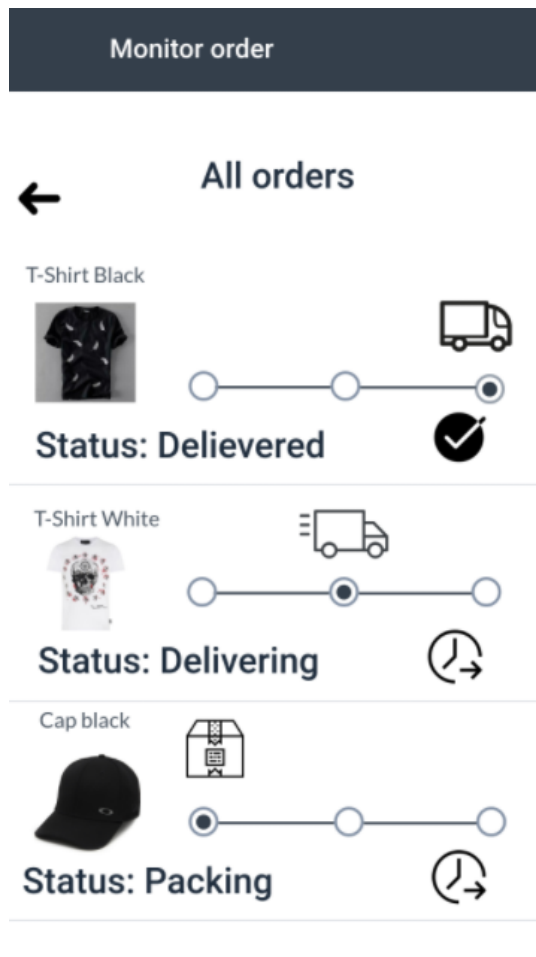 Monitor order
All orders
T-Shirt Black
Status: Delievered
T-Shirt White
Status: Delivering
Cap black
Status: Packing